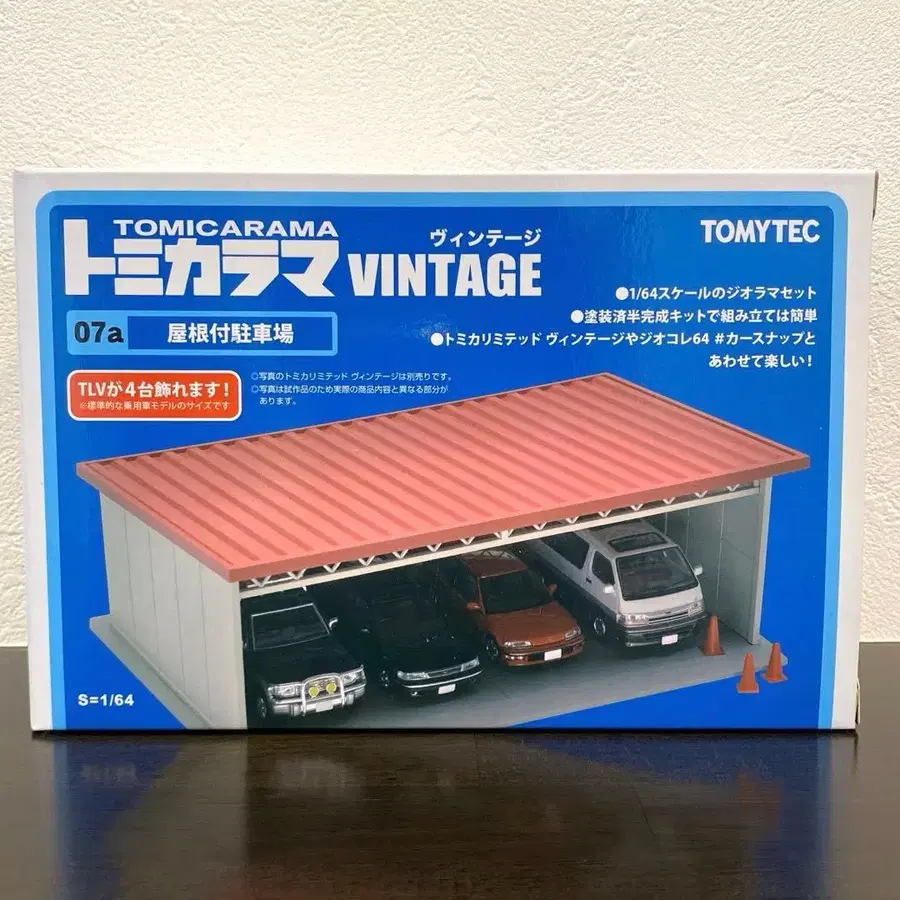 TOMICARAMA
トミカラマ
ヴィンテージ
VINTAGE
TOMYTEC
07a 屋根付駐車場
●1/64スケールのジオラマセット
●塗装済半完成キットで組み立ては簡単
●トミカリミテッド ヴィンテージやジオコレ64 #カースナップと
あわせて楽しい!
TLVが4台飾れます!
※標準的な乗用車モデルのサイズです
○写真のトミカリミテッド ヴィンテージは別売りです。
○写真は試作品のため実際の商品内容と異なる部分が
あります。
S=1/64